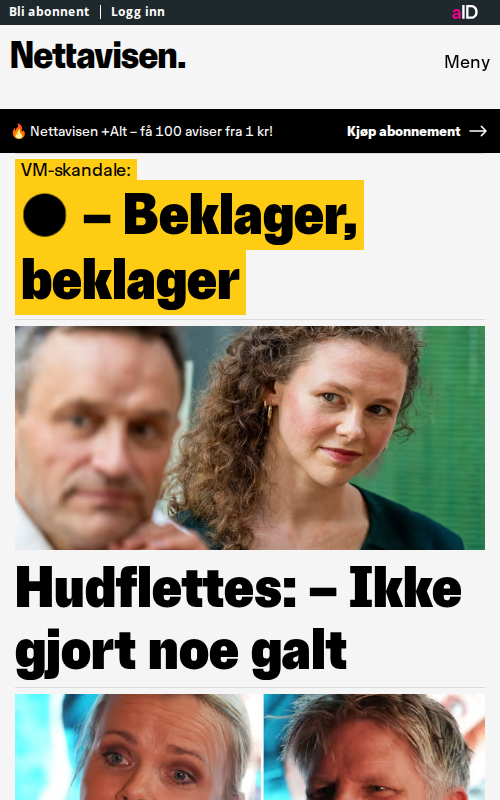 Bli abonnent | Logg inn
aID
Nettavisen.
Meny
🔥 Nettavisen +Alt – få 100 aviser fra 1 kr!
Kjøp abonnement →
VM-skandale:
⚫ – Beklager,
beklager
Hudflettes: – Ikke
gjort noe galt